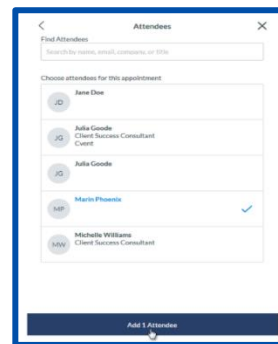 Attendees
Find Attendees
Search by name, email, company, or title
Choose attendees for this appointment
JD
Jane Doe
JG
Julia Goode
Client Success Consultant
Cvent
JG
Julia Goode
MP
Marin Phoenix
MW
Michelle Williams
Client Success Consultant
Add 1 Attendee